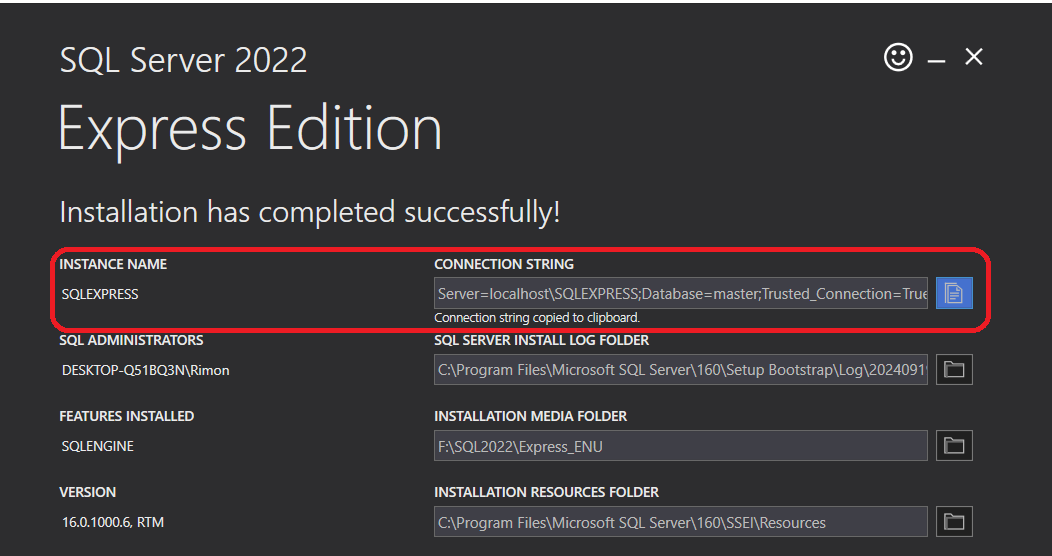 SQL Server 2022
Express Edition
Installation has completed successfully!
INSTANCE NAME
SQLEXPRESS
CONNECTION STRING
Server=localhost\SQLEXPRESS;Database=master;Trusted_Connection=True
Connection string copied to clipboard.
SQL ADMINISTRATORS
DESKTOP-Q51BQ3N\Rimon
SQL SERVER INSTALL LOG FOLDER
C:\Program Files\Microsoft SQL Server\160\Setup Bootstrap\Log\20240919
FEATURES INSTALLED
SQLENGINE
INSTALLATION MEDIA FOLDER
F:\SQL2022\Express_ENU
VERSION
16.0.1000.6, RTM
INSTALLATION RESOURCES FOLDER
C:\Program Files\Microsoft SQL Server\160\SSEI\Resources